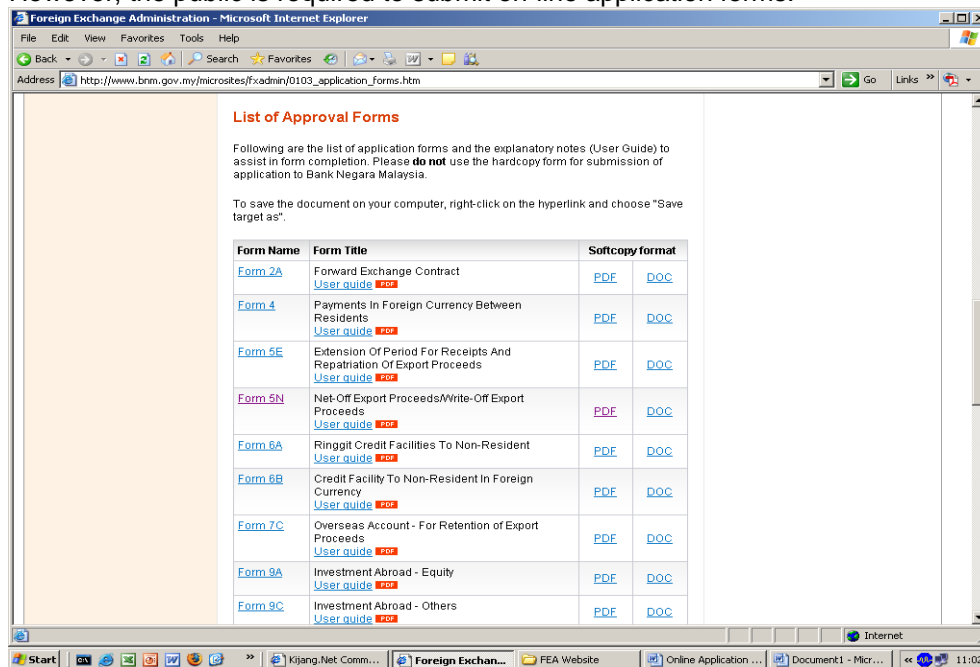 However, the public is required to submit on-line application forms.
Foreign Exchange Administration - Microsoft Internet Explorer
File Edit View Favorites Tools Help
Back Search Favorites
Address http://www.bnm.gov.my/microsites/fxadmin/0103_application_forms.htm Go Links »
List of Approval Forms
Following are the list of application forms and the explanatory notes (User Guide) to
assist in form completion. Please do not use the hardcopy form for submission of
application to Bank Negara Malaysia.
To save the document on your computer, right-click on the hyperlink and choose "Save
target as".
Form Name Form Title Softcopy format
Form 2A Forward Exchange Contract
User guide PDF PDF DOC
Form 4 Payments In Foreign Currency Between
Residents PDF DOC
User guide PDF
Form 5E Extension Of Period For Receipts And
Repatriation Of Export Proceeds PDF DOC
User guide PDF
Form 5N Net-Off Export Proceeds/Write-Off Export
Proceeds PDF DOC
User guide PDF
Form 6A Ringgit Credit Facilities To Non-Resident
User guide PDF PDF DOC
Form 6B Credit Facility To Non-Resident In Foreign
Currency PDF DOC
User guide PDF
Form 7C Overseas Account - For Retention of Export
Proceeds PDF DOC
User guide PDF
Form 9A Investment Abroad - Equity
User guide PDF PDF DOC
Form 9C Investment Abroad - Others
User guide PDF PDF DOC
Internet
Start » Kijang.Net Comm... Foreign Exchan... FEA Website Online Application ... Document1 - Micr... «